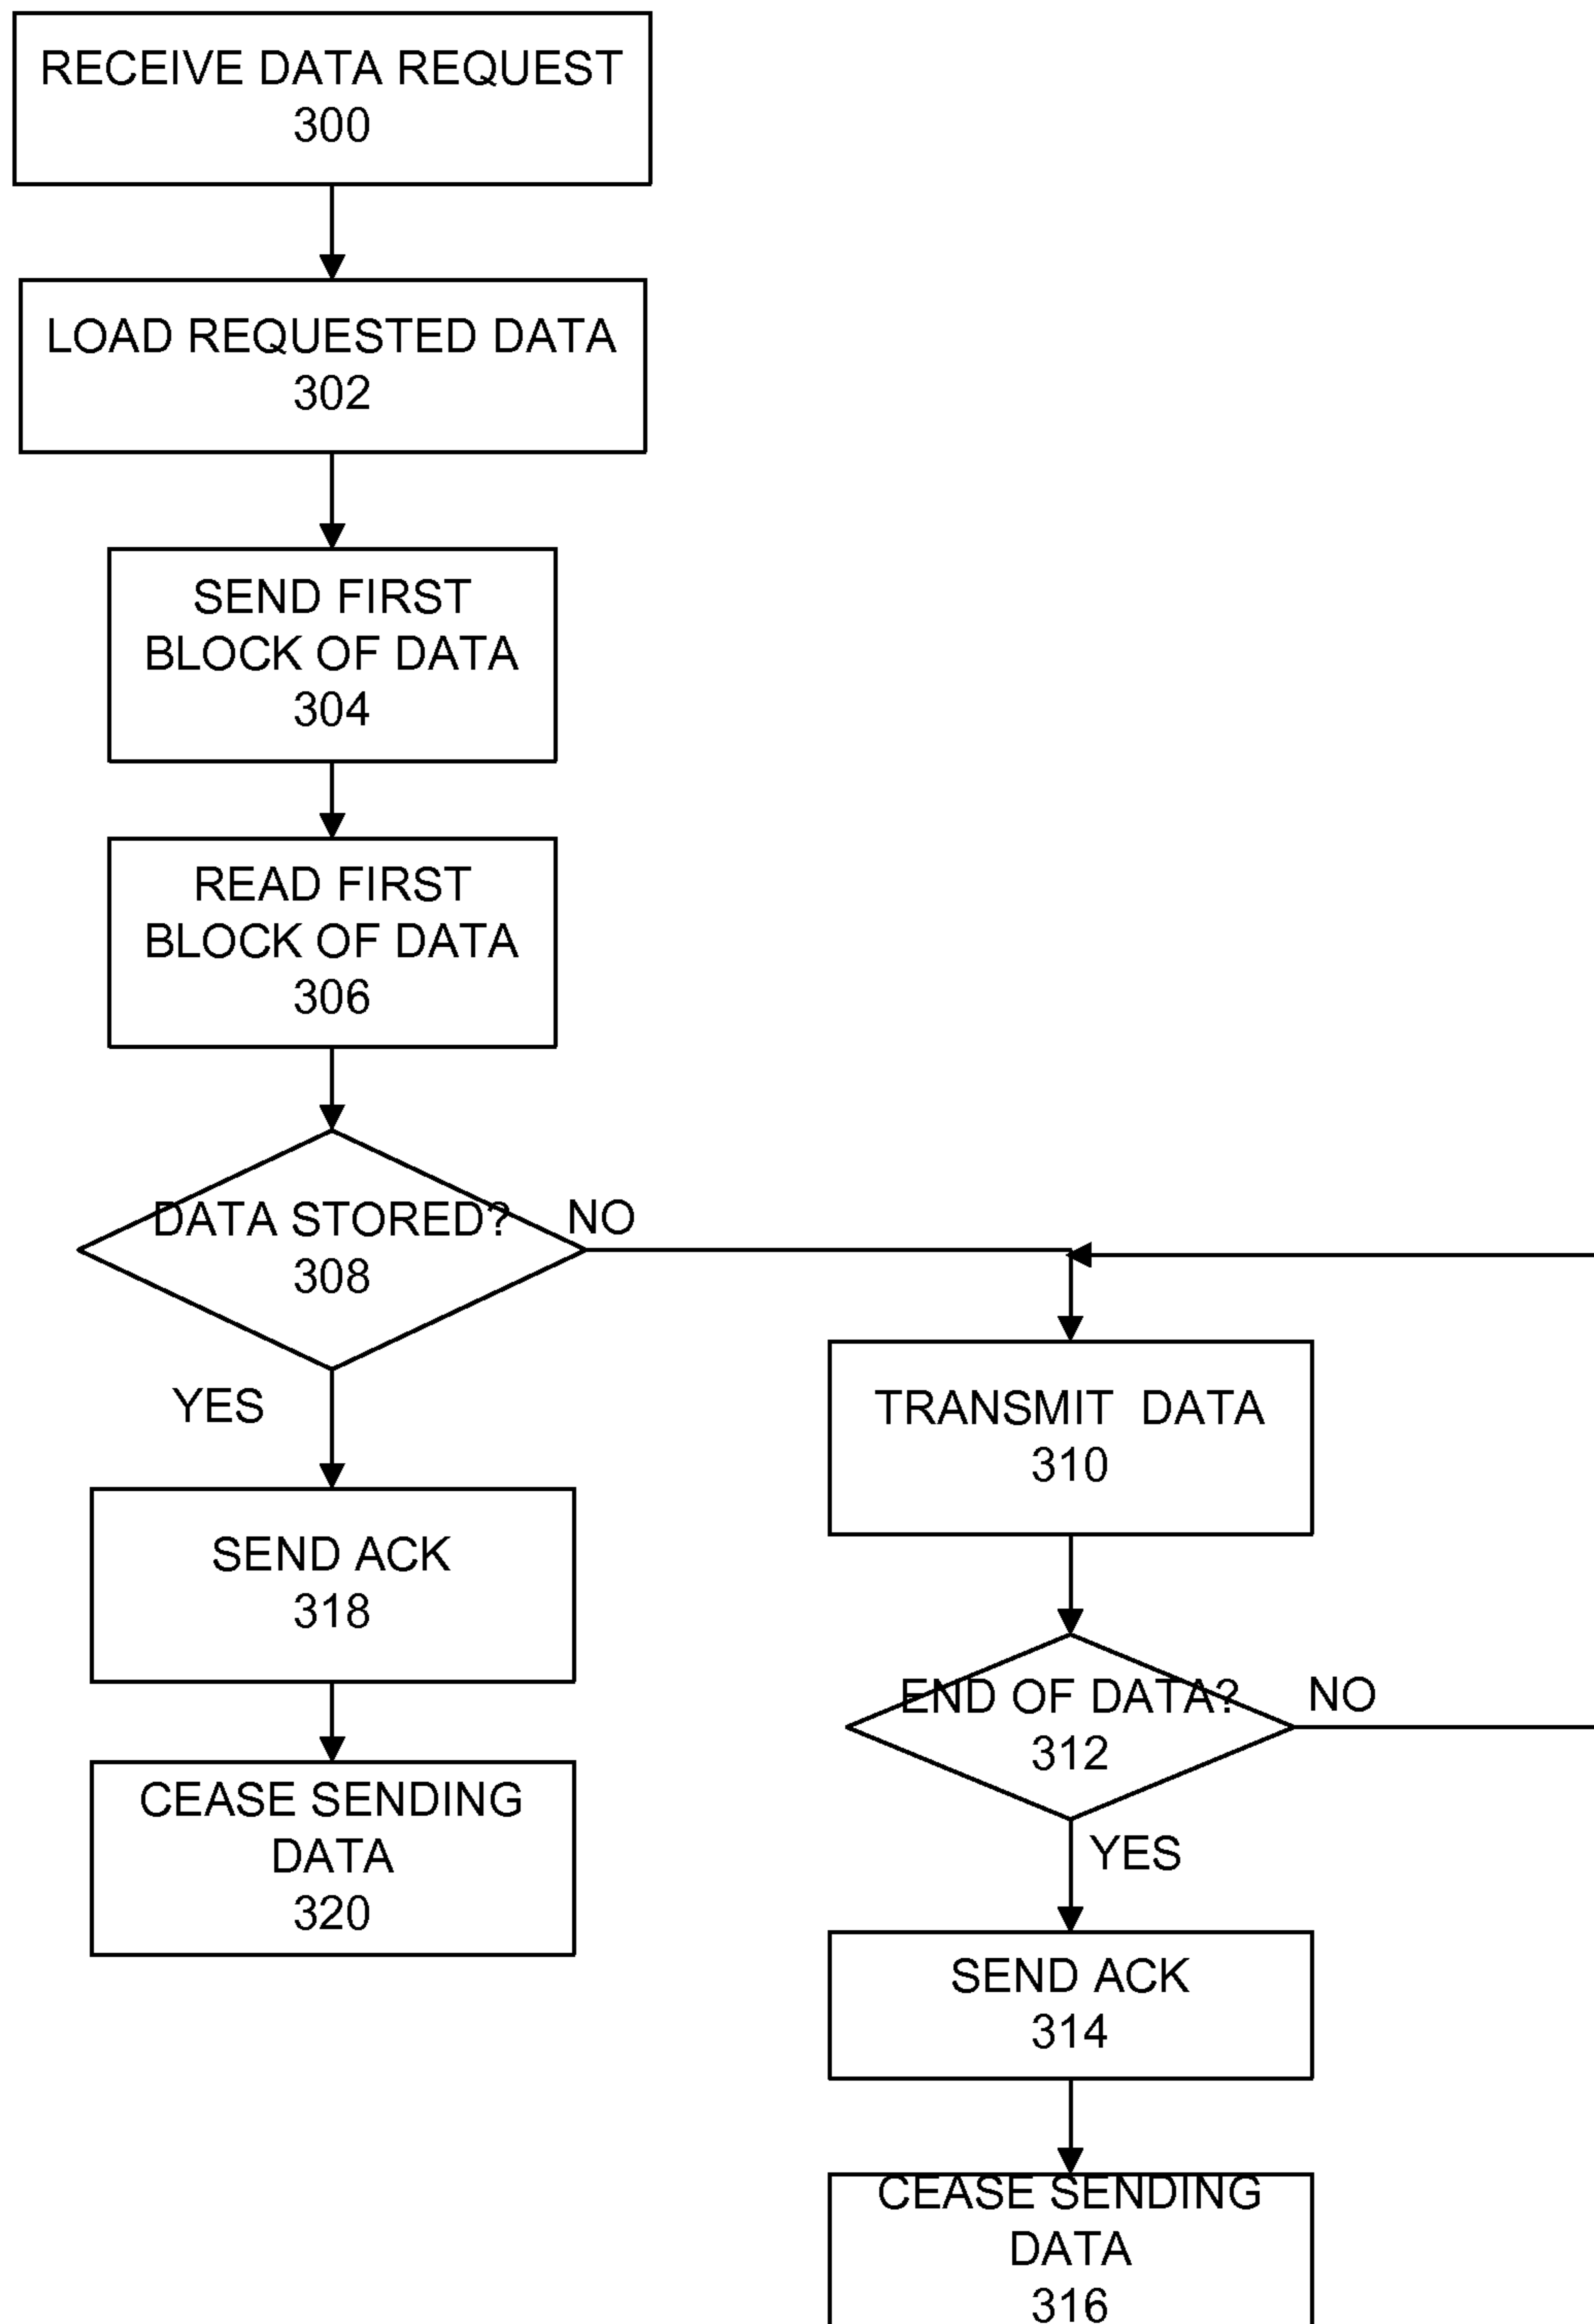 RECEIVE DATA REQUEST
300
LOAD REQUESTED DATA
302
SEND FIRST
BLOCK OF DATA
304
READ FIRST
BLOCK OF DATA
306
DATA STORED?
308
NO
YES
TRANSMIT DATA
310
SEND ACK
318
END OF DATA?
312
NO
CEASE SENDING
DATA
320
YES
SEND ACK
314
CEASE SENDING
DATA
316